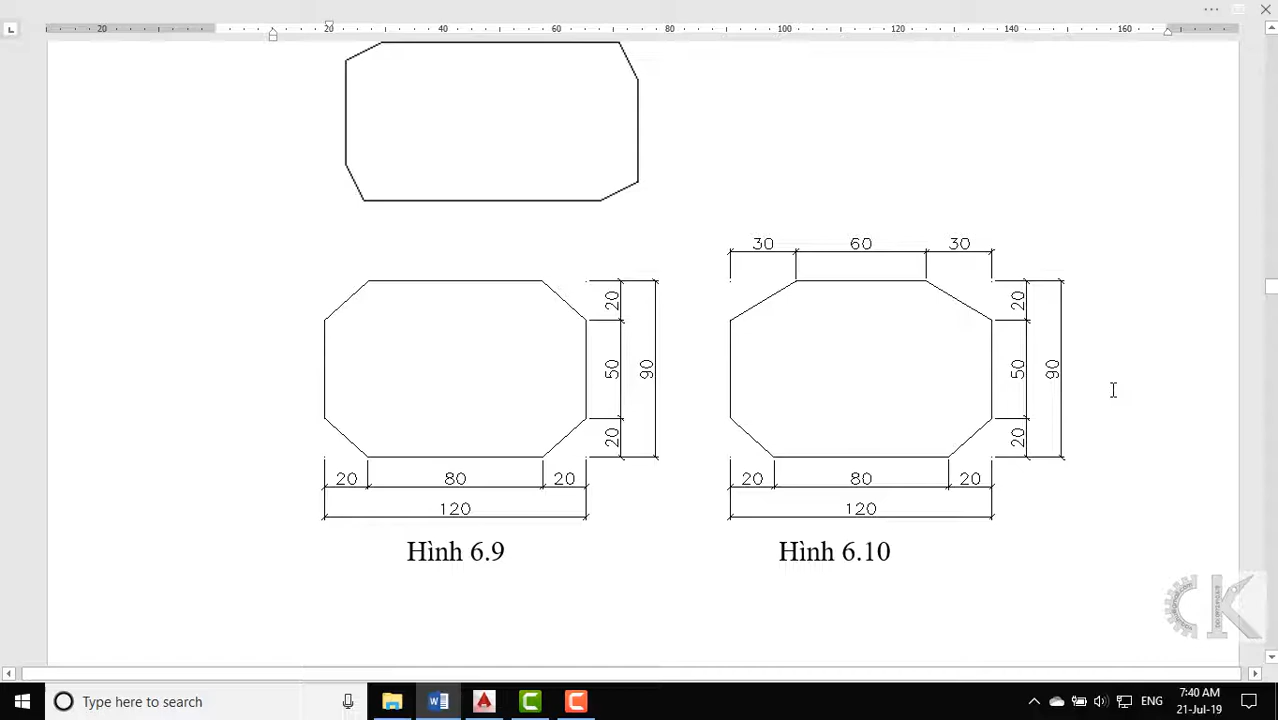 20 20 40 60 80 100 120 140 160
30 60 30
20
50
90
20
20 80 20
120
20
50
90
20
20 80 20
120
Hình 6.9
Hình 6.10
CK
Type here to search
ENG
7:40 AM
21-Jul-19